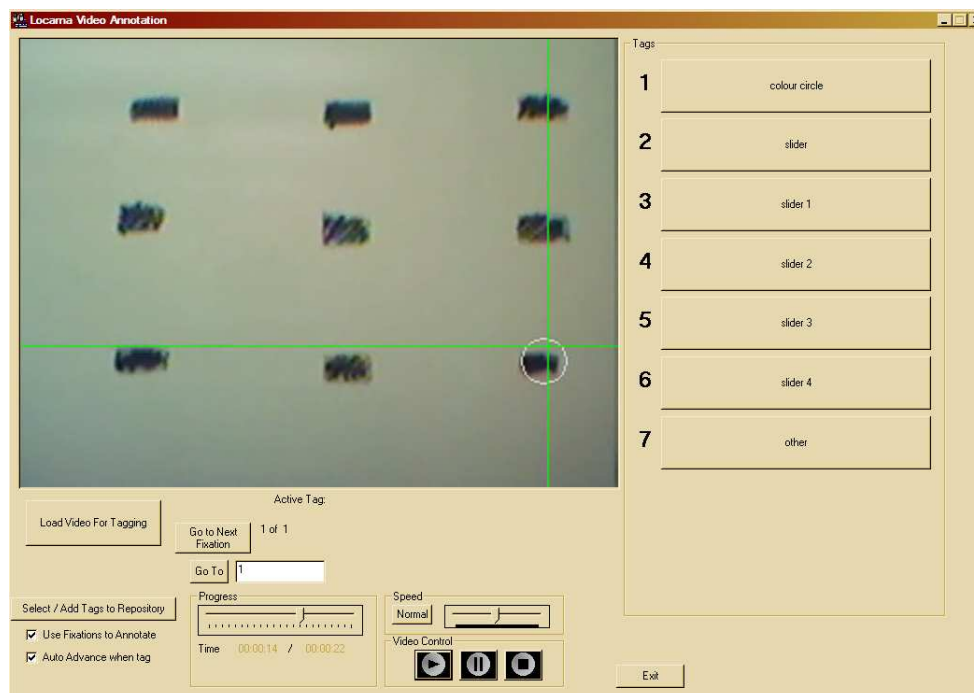 Locarna Video Annotation
Tags
1 colour circle
2 slider
3 slider 1
4 slider 2
5 slider 3
6 slider 4
7 other
Active Tag:
Load Video For Tagging
Go to Next Fixation 1 of 1
Go To 1
Select / Add Tags to Repository
Use Fixations to Annotate
Auto Advance when tag
Progress
Time 00:00.14 / 00:00.22
Speed
Normal
Video Control
Exit